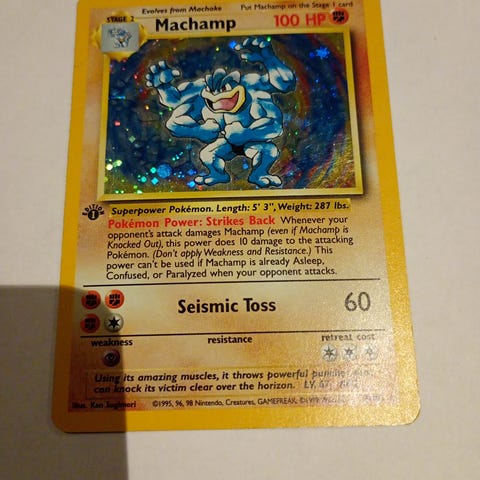 Evolves from Machoke Put Machamp on the Stage 1 card
STAGE 2
Machamp 100 HP
EDITION
1
Superpower Pokémon. Length: 5' 3", Weight: 287 lbs.
Pokémon Power: Strikes Back Whenever your
opponent's attack damages Machamp (even if Machamp is
Knocked Out), this power does 10 damage to the attacking
Pokémon. (Don't apply Weakness and Resistance.) This
power can't be used if Machamp is already Asleep,
Confused, or Paralyzed when your opponent attacks.
Seismic Toss 60
weakness resistance retreat cost
Using its amazing muscles, it throws powerful
can knock its victim clear over the horizon. LV. 67
Illus. Ken Sugimori ©1995, 96, 98 Nintendo, Creatures, GAMEFREAK.